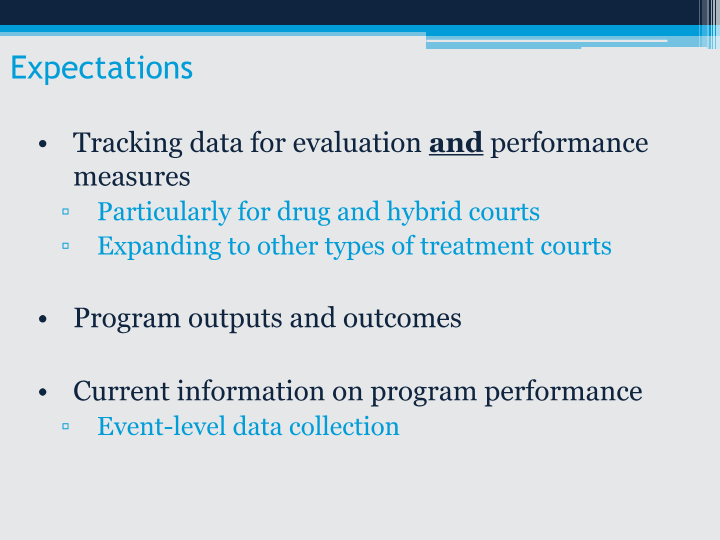 Expectations
• Tracking data for evaluation and performance
measures
▫ Particularly for drug and hybrid courts
▫ Expanding to other types of treatment courts
• Program outputs and outcomes
• Current information on program performance
▫ Event-level data collection